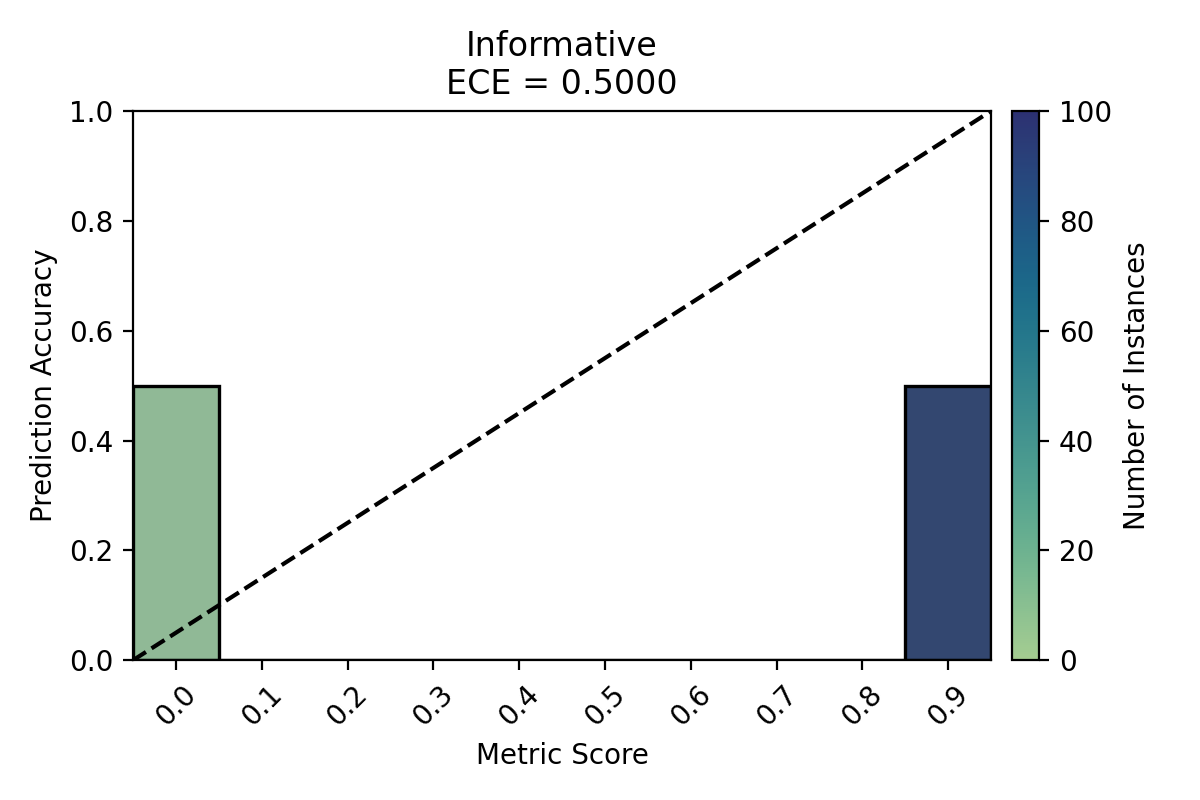 Informative
ECE = 0.5000
Prediction Accuracy
1.0
0.8
0.6
0.4
0.2
0.0
0.0 0.1 0.2 0.3 0.4 0.5 0.6 0.7 0.8 0.9
Metric Score
100
80
60
40
20
0
Number of Instances